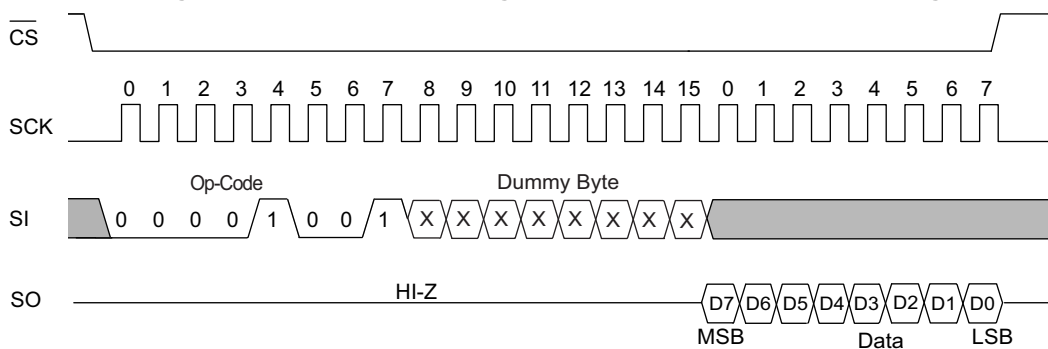 CS
0 1 2 3 4 5 6 7 8 9 10 11 12 13 14 15 0 1 2 3 4 5 6 7
SCK
Op-Code Dummy Byte
SI 0 0 0 0 1 0 0 1 X X X X X X X X
HI-Z
SO D7 D6 D5 D4 D3 D2 D1 D0
MSB Data LSB